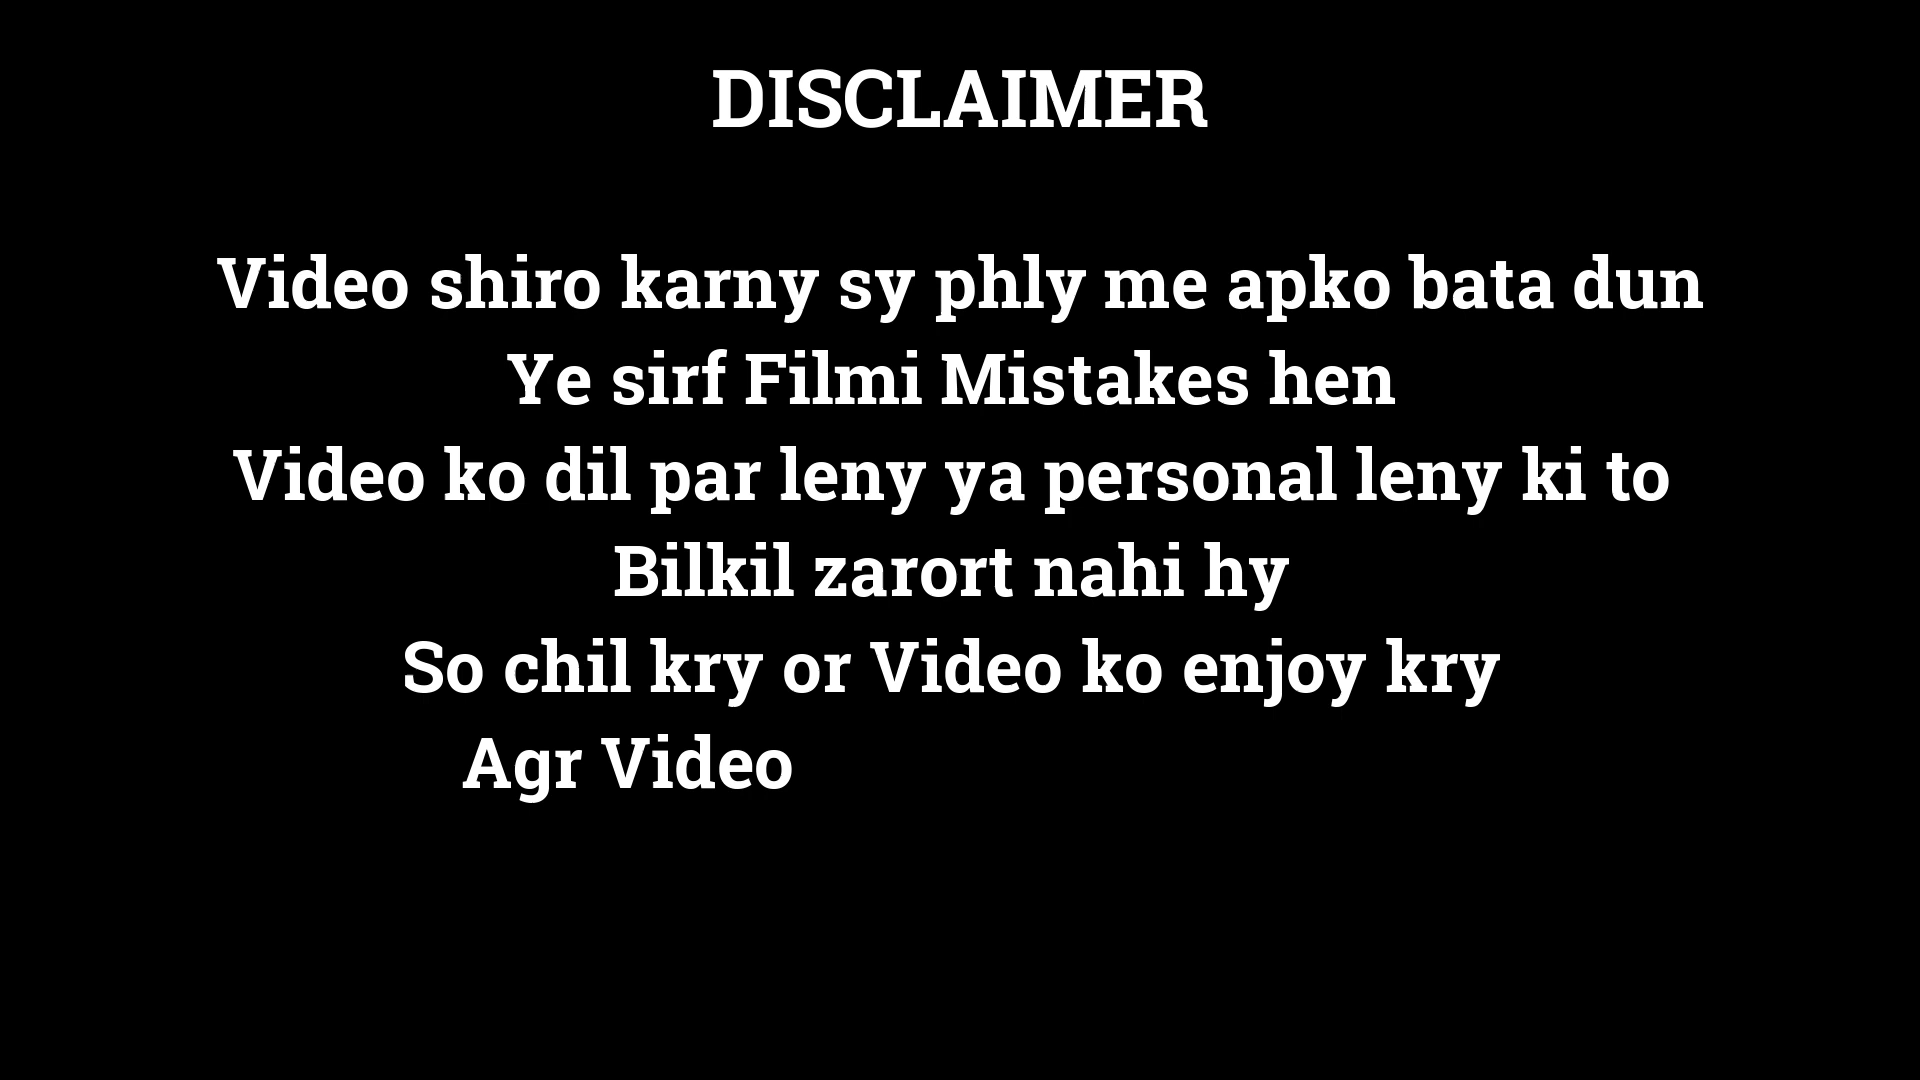 DISCLAIMER
Video shiro karny sy phly me apko bata dun
Ye sirf Filmi Mistakes hen
Video ko dil par leny ya personal leny ki to
Bilkil zarort nahi hy
So chil kry or Video ko enjoy kry
Agr Video